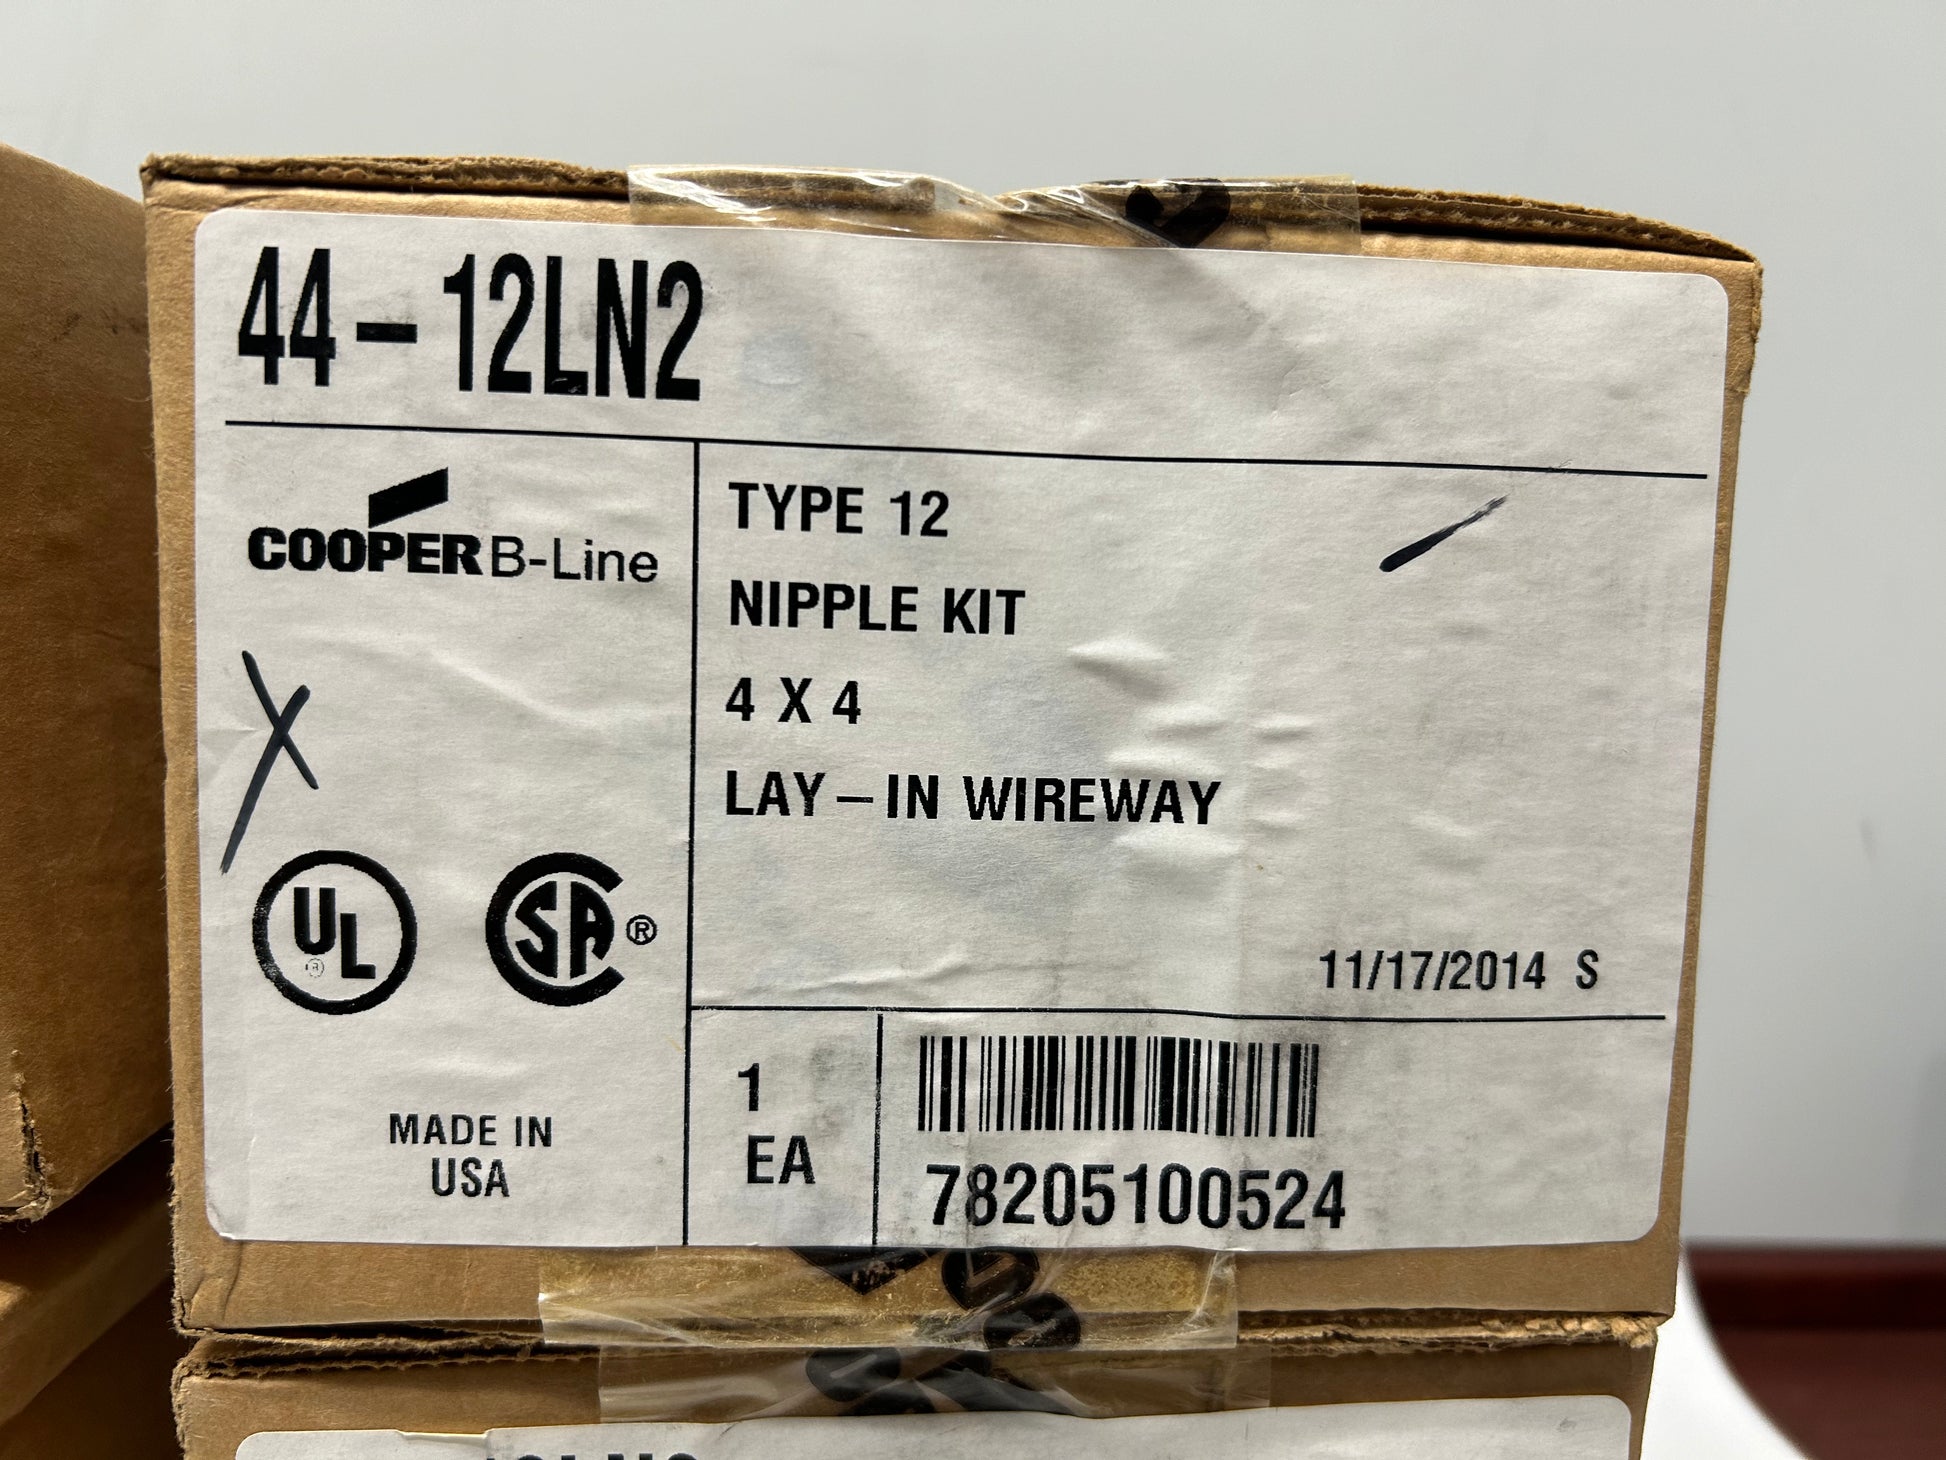 44-12LN2
COOPER B-Line
TYPE 12
NIPPLE KIT
4 X 4
LAY-IN WIREWAY
X
UL
®
SA
®
11/17/2014 S
MADE IN
USA
1
EA
78205100524